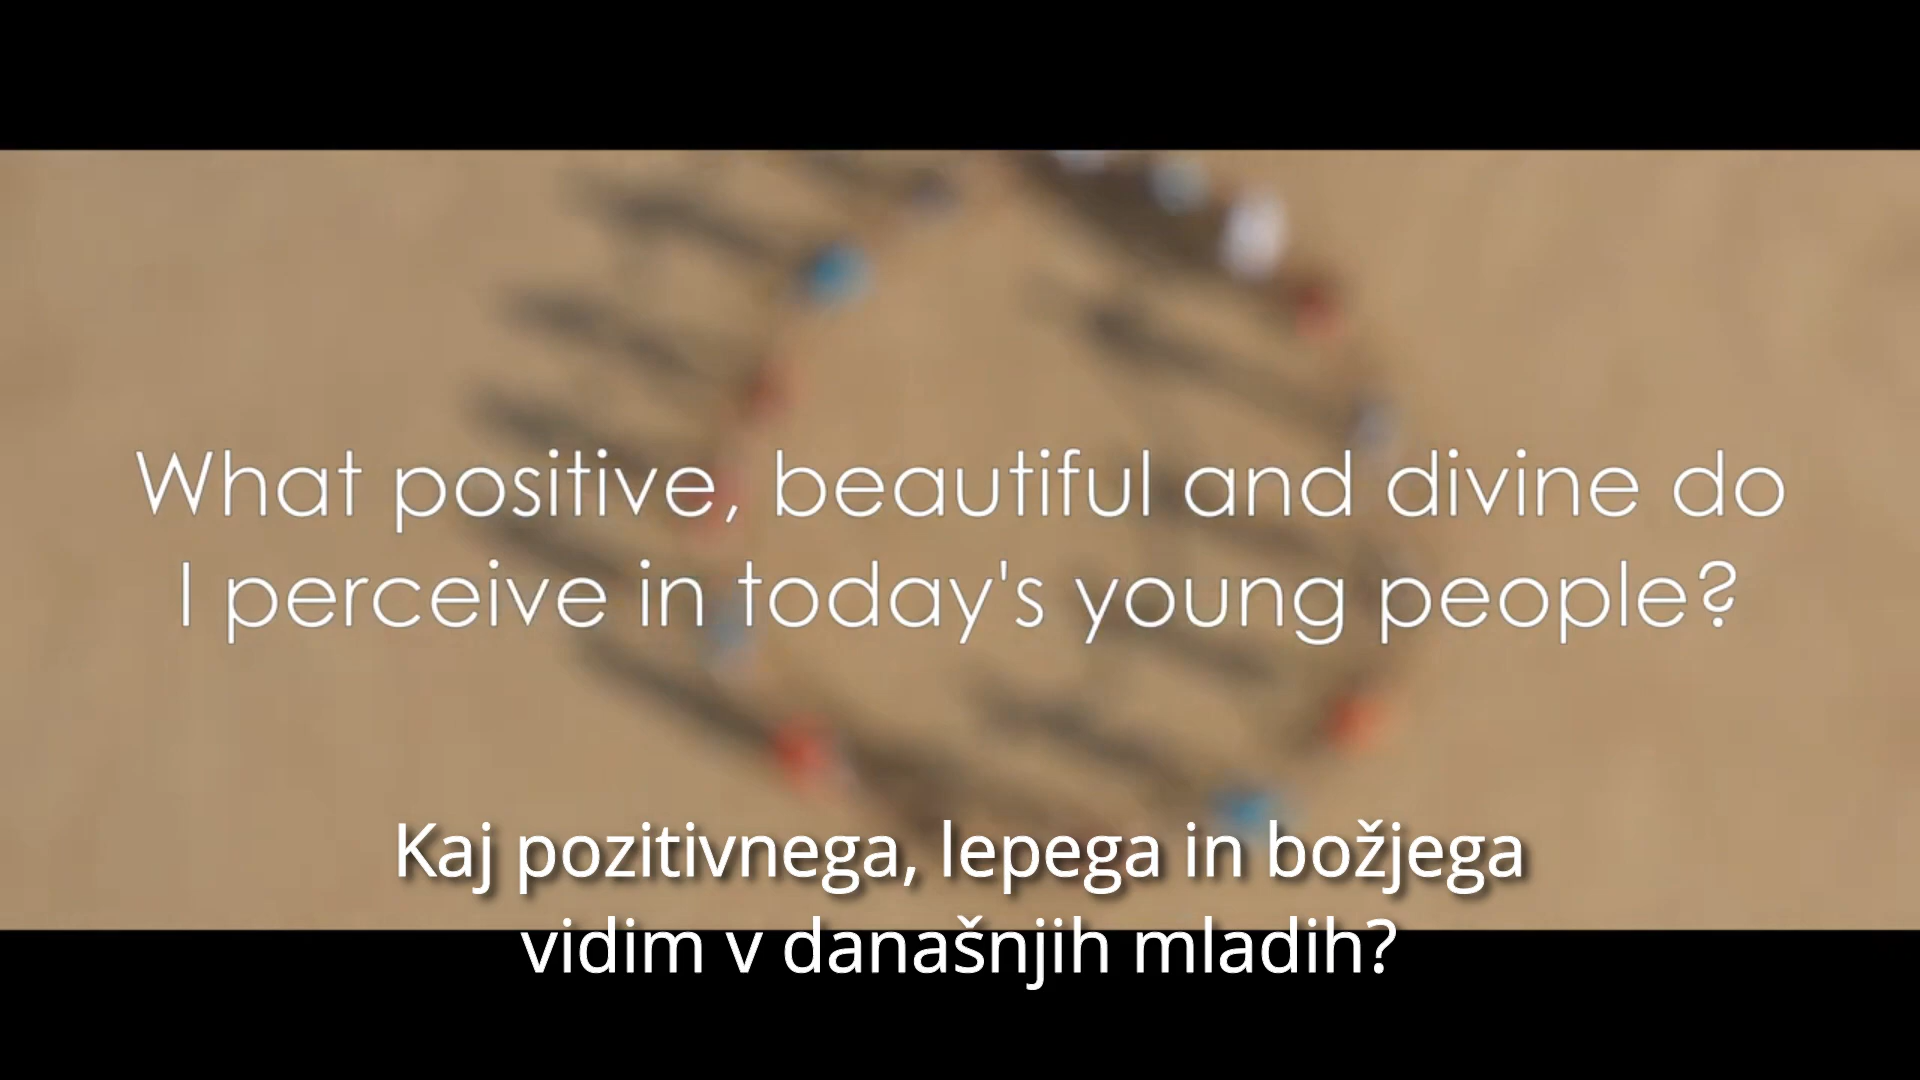 What positive, beautiful and divine do
I perceive in today's young people?
Kaj pozitivnega, lepega in božjega
vidim v današnjih mladih?